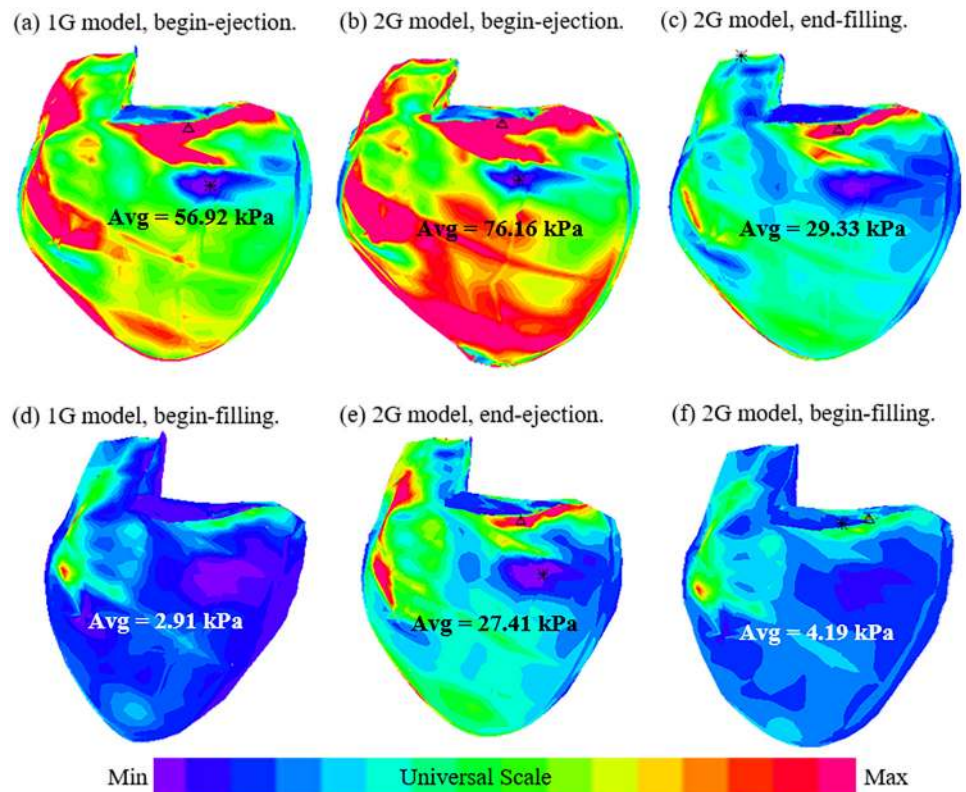 (a) 1G model, begin-ejection.
(b) 2G model, begin-ejection.
(c) 2G model, end-filling.
Avg = 56.92 kPa
Avg = 76.16 kPa
Avg = 29.33 kPa
(d) 1G model, begin-filling.
(e) 2G model, end-ejection.
(f) 2G model, begin-filling.
Avg = 2.91 kPa
Avg = 27.41 kPa
Avg = 4.19 kPa
Min Universal Scale Max